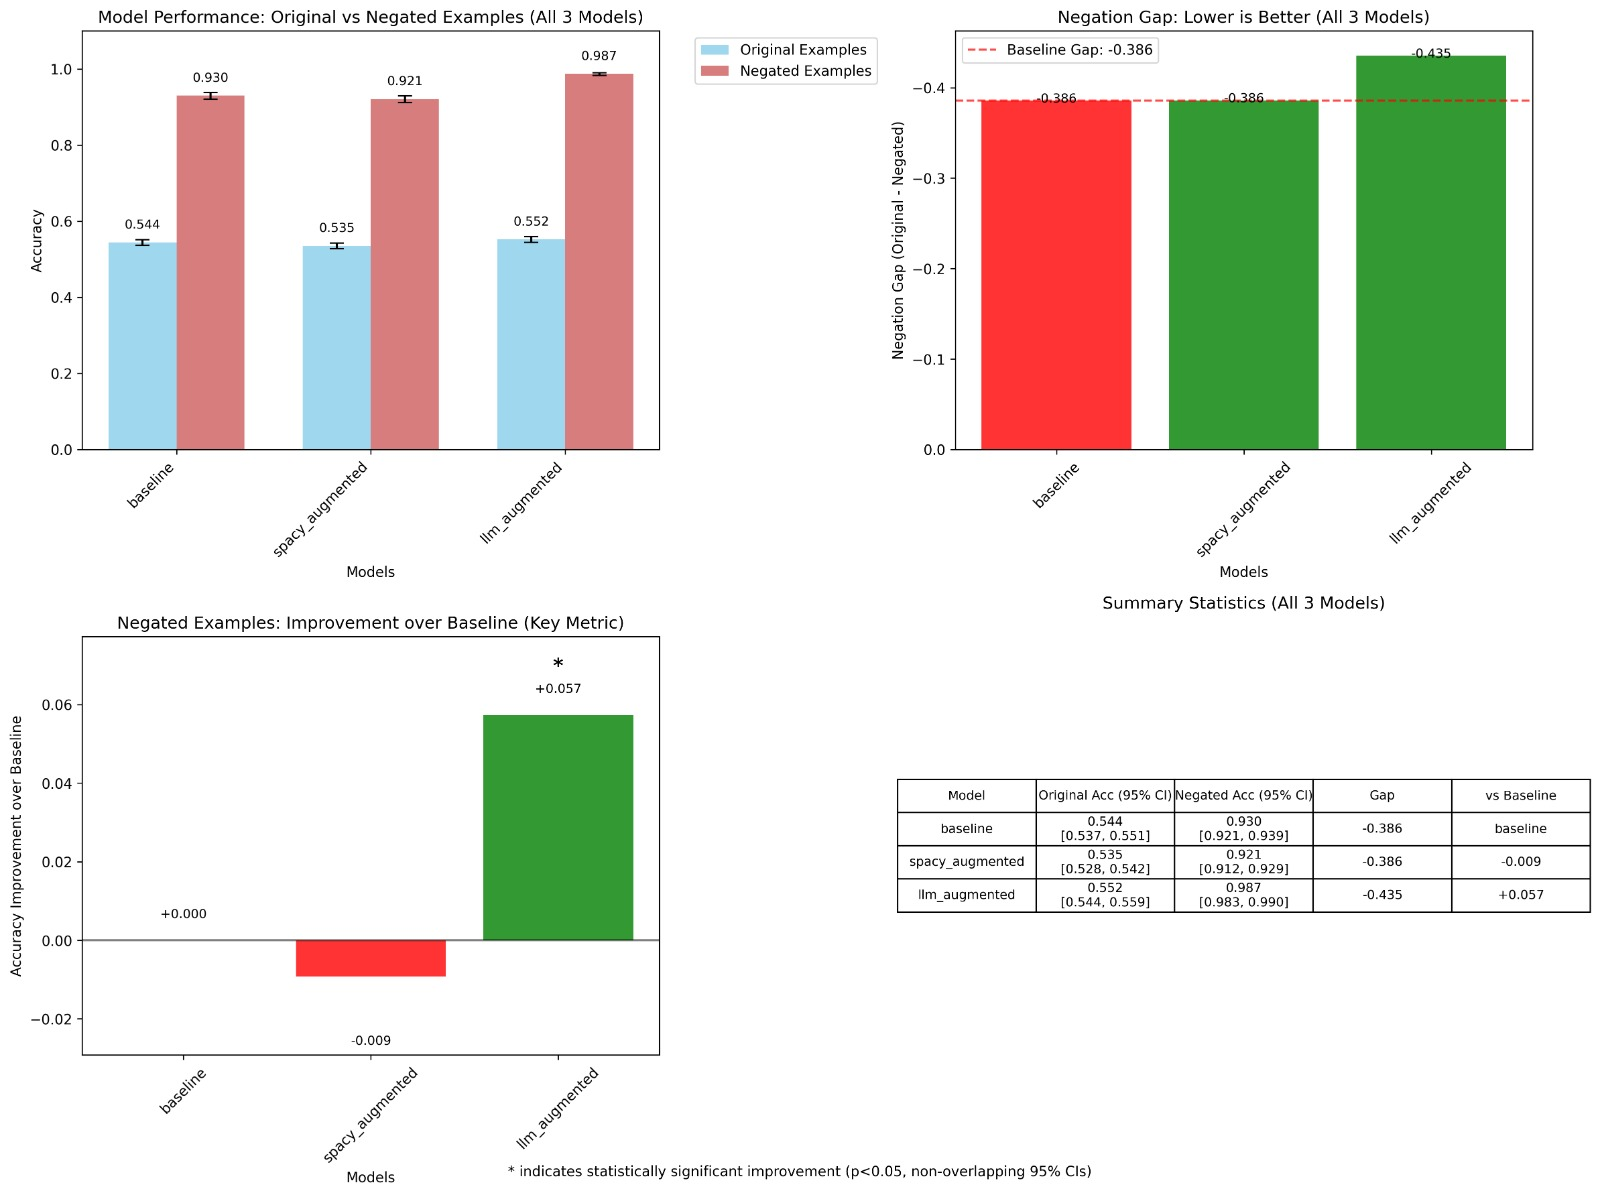 Model Performance: Original vs Negated Examples (All 3 Models)
Accuracy
1.0
0.8
0.6
0.4
0.2
0.0
0.544
0.930
0.535
0.921
0.552
0.987
baseline
spacy_augmented
llm_augmented
Models
Original Examples
Negated Examples
Negation Gap: Lower is Better (All 3 Models)
Negation Gap (Original - Negated)
−0.4
−0.3
−0.2
−0.1
0.0
Baseline Gap: -0.386
-0.386
-0.386
-0.435
baseline
spacy_augmented
llm_augmented
Models
Negated Examples: Improvement over Baseline (Key Metric)
Accuracy Improvement over Baseline
0.06
0.04
0.02
0.00
−0.02
+0.000
-0.009
*
+0.057
baseline
spacy_augmented
llm_augmented
Models
Summary Statistics (All 3 Models)
Model Original Acc (95% CI) Negated Acc (95% CI) Gap vs Baseline
baseline 0.544 [0.537, 0.551] 0.930 [0.921, 0.939] -0.386 baseline
spacy_augmented 0.535 [0.528, 0.542] 0.921 [0.912, 0.929] -0.386 -0.009
llm_augmented 0.552 [0.544, 0.559] 0.987 [0.983, 0.990] -0.435 +0.057
* indicates statistically significant improvement (p<0.05, non-overlapping 95% CIs)